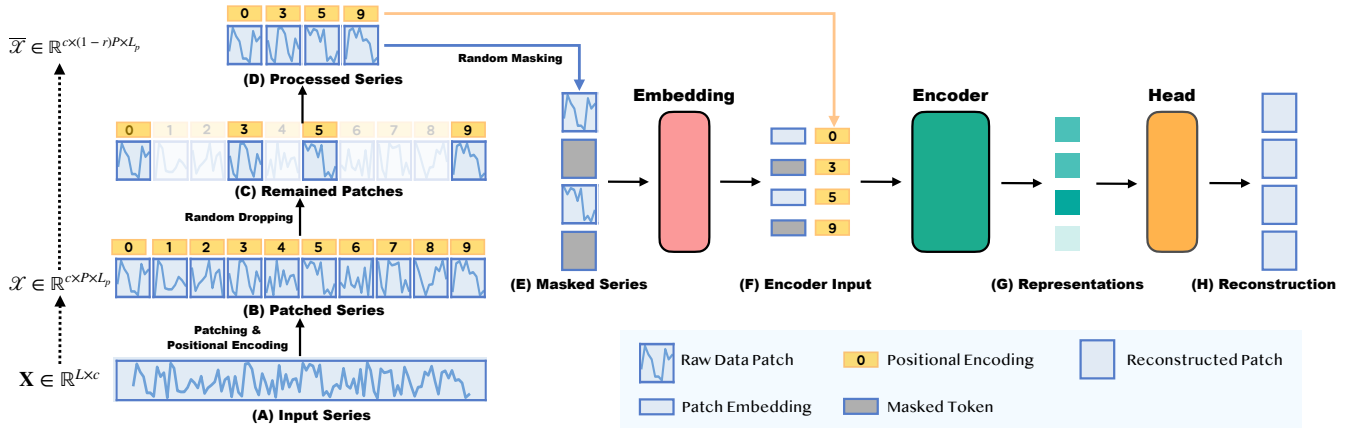 0 3 5 9
𝒳̅ ∈ ℝ^{c×(1 − r)P×L_p}
Random Masking
(D) Processed Series
Embedding
Encoder
Head
0 1 2 3 4 5 6 7 8 9
0
3
5
9
(C) Remained Patches
Random Dropping
0 1 2 3 4 5 6 7 8 9
𝒳 ∈ ℝ^{c×P×L_p}
(E) Masked Series
(F) Encoder Input
(G) Representations
(H) Reconstruction
(B) Patched Series
Patching &
Positional Encoding
X ∈ ℝ^{L×c}
(A) Input Series
Raw Data Patch
0 Positional Encoding
Reconstructed Patch
Patch Embedding
Masked Token